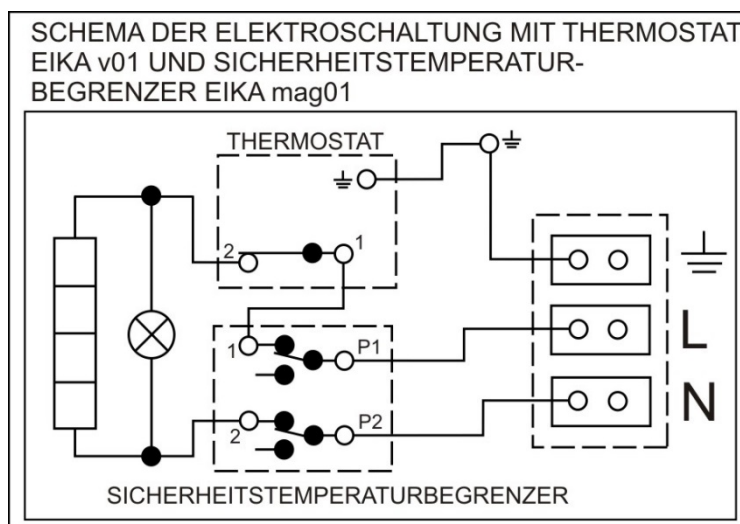 SCHEMA DER ELEKTROSCHALTUNG MIT THERMOSTAT
EIKA v01 UND SICHERHEITSTEMPERATUR-
BEGRENZER EIKA mag01
THERMOSTAT
2
1
1
P1
L
2
P2
N
SICHERHEITSTEMPERATURBEGRENZER